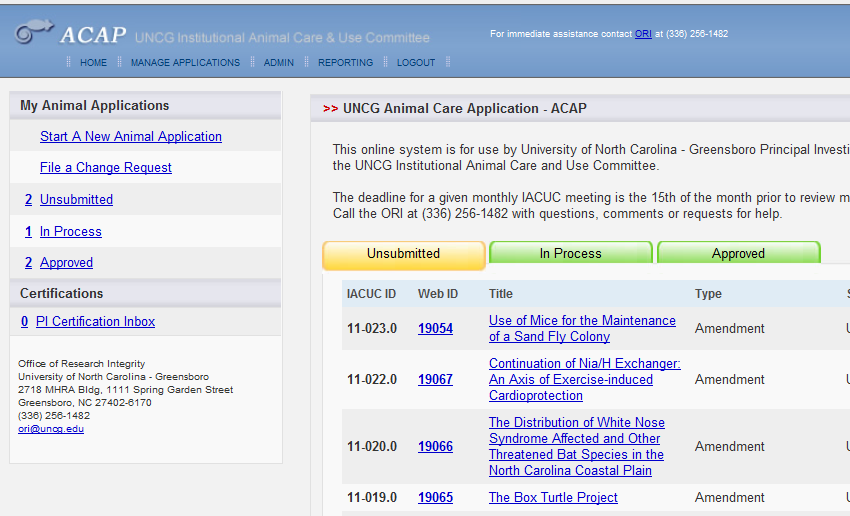 ACAP UNCG Institutional Animal Care & Use Committee
For immediate assistance contact ORI at (336) 256-1482
HOME MANAGE APPLICATIONS ADMIN REPORTING LOGOUT
My Animal Applications
Start A New Animal Application
File a Change Request
2 Unsubmitted
1 In Process
2 Approved
Certifications
0 PI Certification Inbox
Office of Research Integrity
University of North Carolina - Greensboro
2718 MHRA Bldg, 1111 Spring Garden Street
Greensboro, NC 27402-6170
(336) 256-1482
ori@uncg.edu
>> UNCG Animal Care Application - ACAP
This online system is for use by University of North Carolina - Greensboro Principal Investi
the UNCG Institutional Animal Care and Use Committee.
The deadline for a given monthly IACUC meeting is the 15th of the month prior to review m
Call the ORI at (336) 256-1482 with questions, comments or requests for help.
Unsubmitted In Process Approved
IACUC ID Web ID Title Type
11-023.0 19054 Use of Mice for the Maintenance
of a Sand Fly Colony Amendment
11-022.0 19067 Continuation of Nia/H Exchanger:
An Axis of Exercise-induced
Cardioprotection Amendment
11-020.0 19066 The Distribution of White Nose
Syndrome Affected and Other
Threatened Bat Species in the
North Carolina Coastal Plain Amendment
11-019.0 19065 The Box Turtle Project Amendment